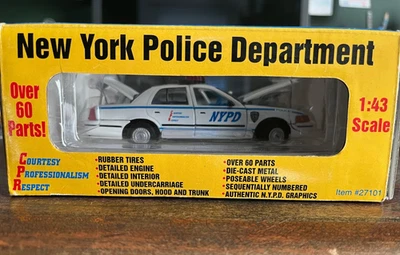 New York Police Department
Over
60
Parts!
1:43
Scale
NYPD
COURTESY
PROFESSIONALISM
RESPECT
•RUBBER TIRES
•DETAILED ENGINE
•DETAILED INTERIOR
•DETAILED UNDERCARRIAGE
•OPENING DOORS, HOOD AND TRUNK
•OVER 60 PARTS
•DIE-CAST METAL
•POSEABLE WHEELS
•SEQUENTIALLY NUMBERED
•AUTHENTIC N.Y.P.D. GRAPHICS
Item #27101